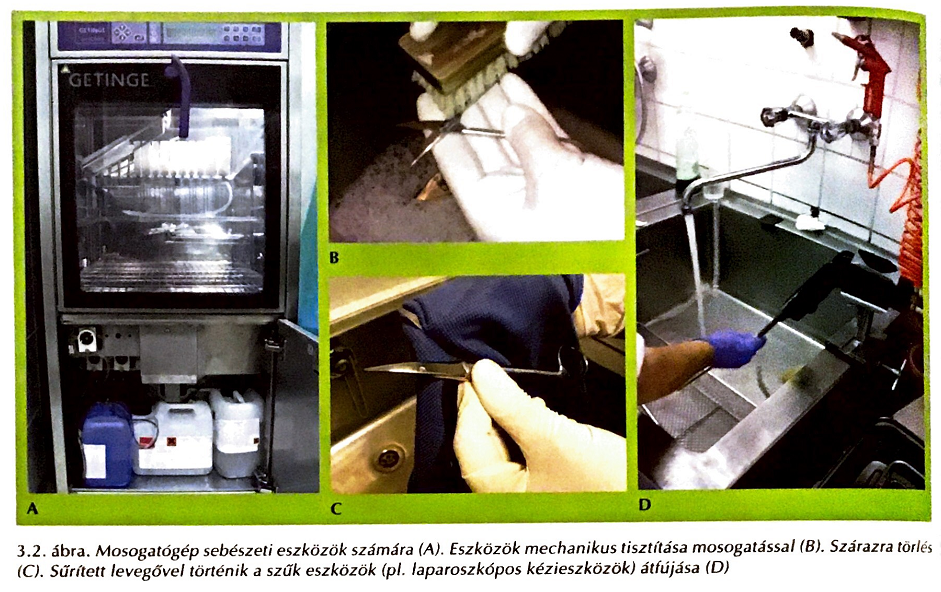 GETINGE
GETINGE
A
B
C
D
3.2. ábra. Mosogatógép sebészeti eszközök számára (A). Eszközök mechanikus tisztítása mosogatással (B). Szárazra törlés
(C). Sűrített levegővel történik a szűk eszközök (pl. laparoszkópos kézieszközök) átfújása (D)